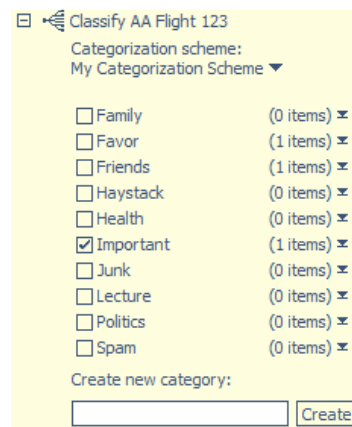 Classify AA Flight 123
Categorization scheme:
My Categorization Scheme
Family (0 items)
Favor (1 items)
Friends (1 items)
Haystack (0 items)
Health (0 items)
Important (1 items)
Junk (0 items)
Lecture (0 items)
Politics (0 items)
Spam (0 items)
Create new category:
Create